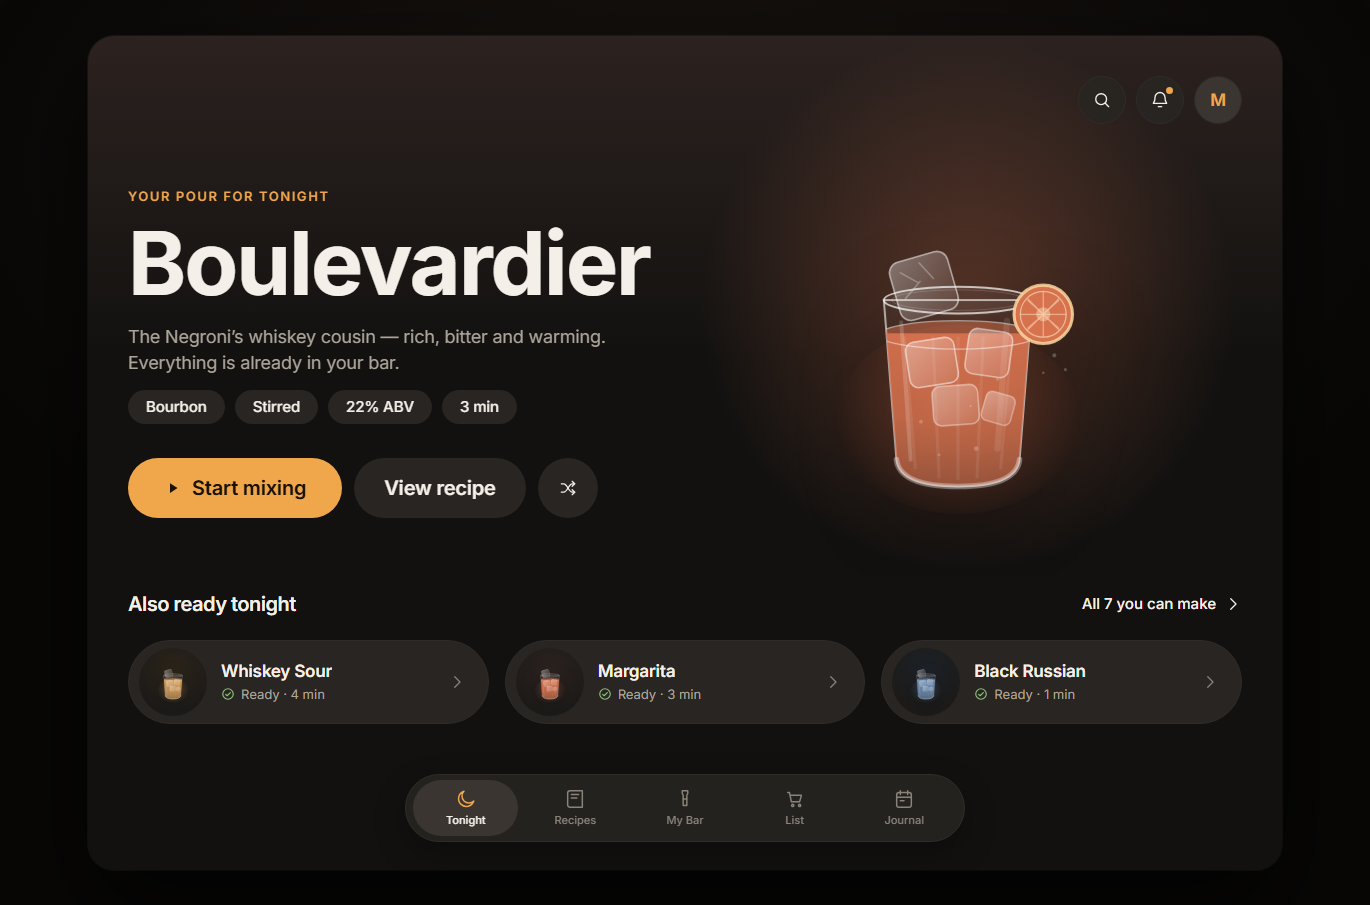 M
YOUR POUR FOR TONIGHT
Boulevardier
The Negroni’s whiskey cousin — rich, bitter and warming.
Everything is already in your bar.
Bourbon
Stirred
22% ABV
3 min
Start mixing
View recipe
Also ready tonight
All 7 you can make
Whiskey Sour
Ready · 4 min
Margarita
Ready · 3 min
Black Russian
Ready · 1 min
Tonight
Recipes
My Bar
List
Journal